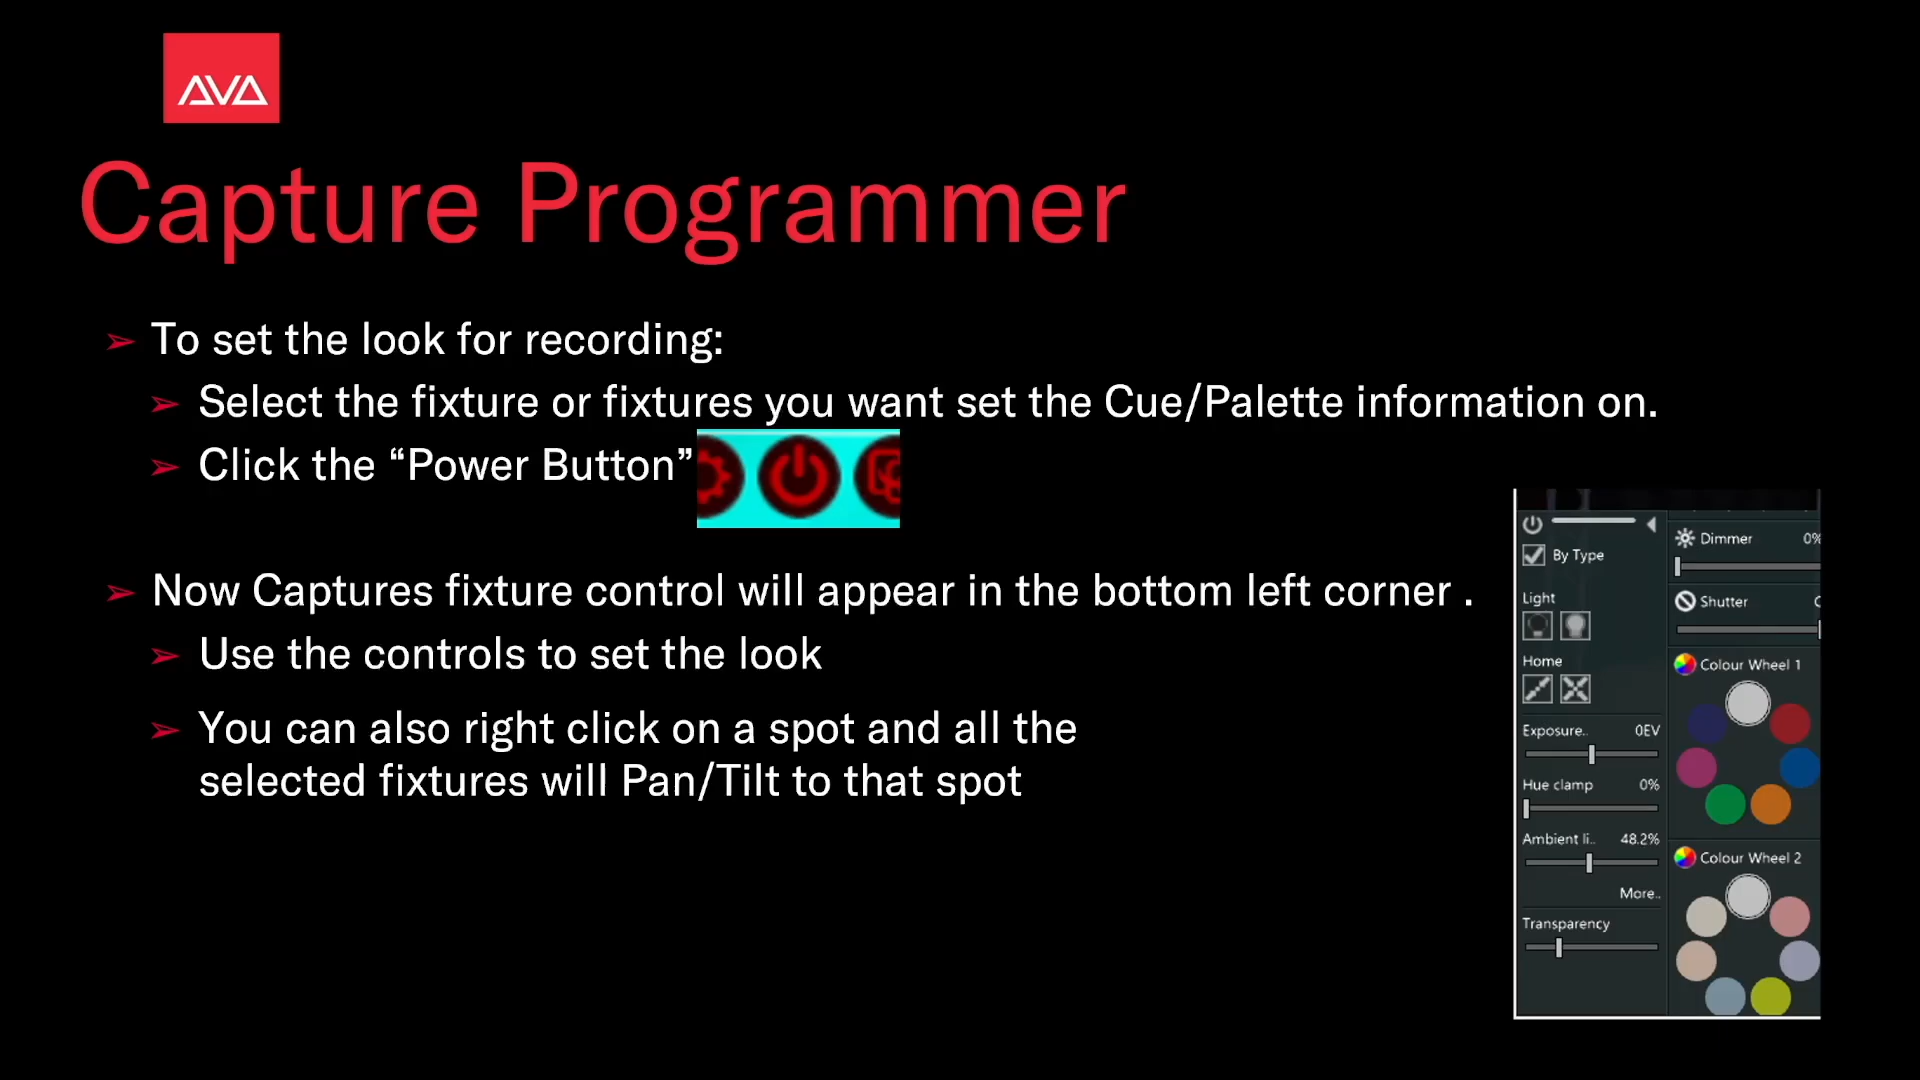 AVA
Capture Programmer
➢ To set the look for recording:
➢ Select the fixture or fixtures you want set the Cue/Palette information on.
➢ Click the “Power Button”
➢ Now Captures fixture control will appear in the bottom left corner .
➢ Use the controls to set the look
➢ You can also right click on a spot and all the
selected fixtures will Pan/Tilt to that spot
By Type
Light
Home
Exposure.. 0EV
Hue clamp 0%
Ambient li.. 48.2%
More..
Transparency
Dimmer 0%
Shutter
Colour Wheel 1
Colour Wheel 2